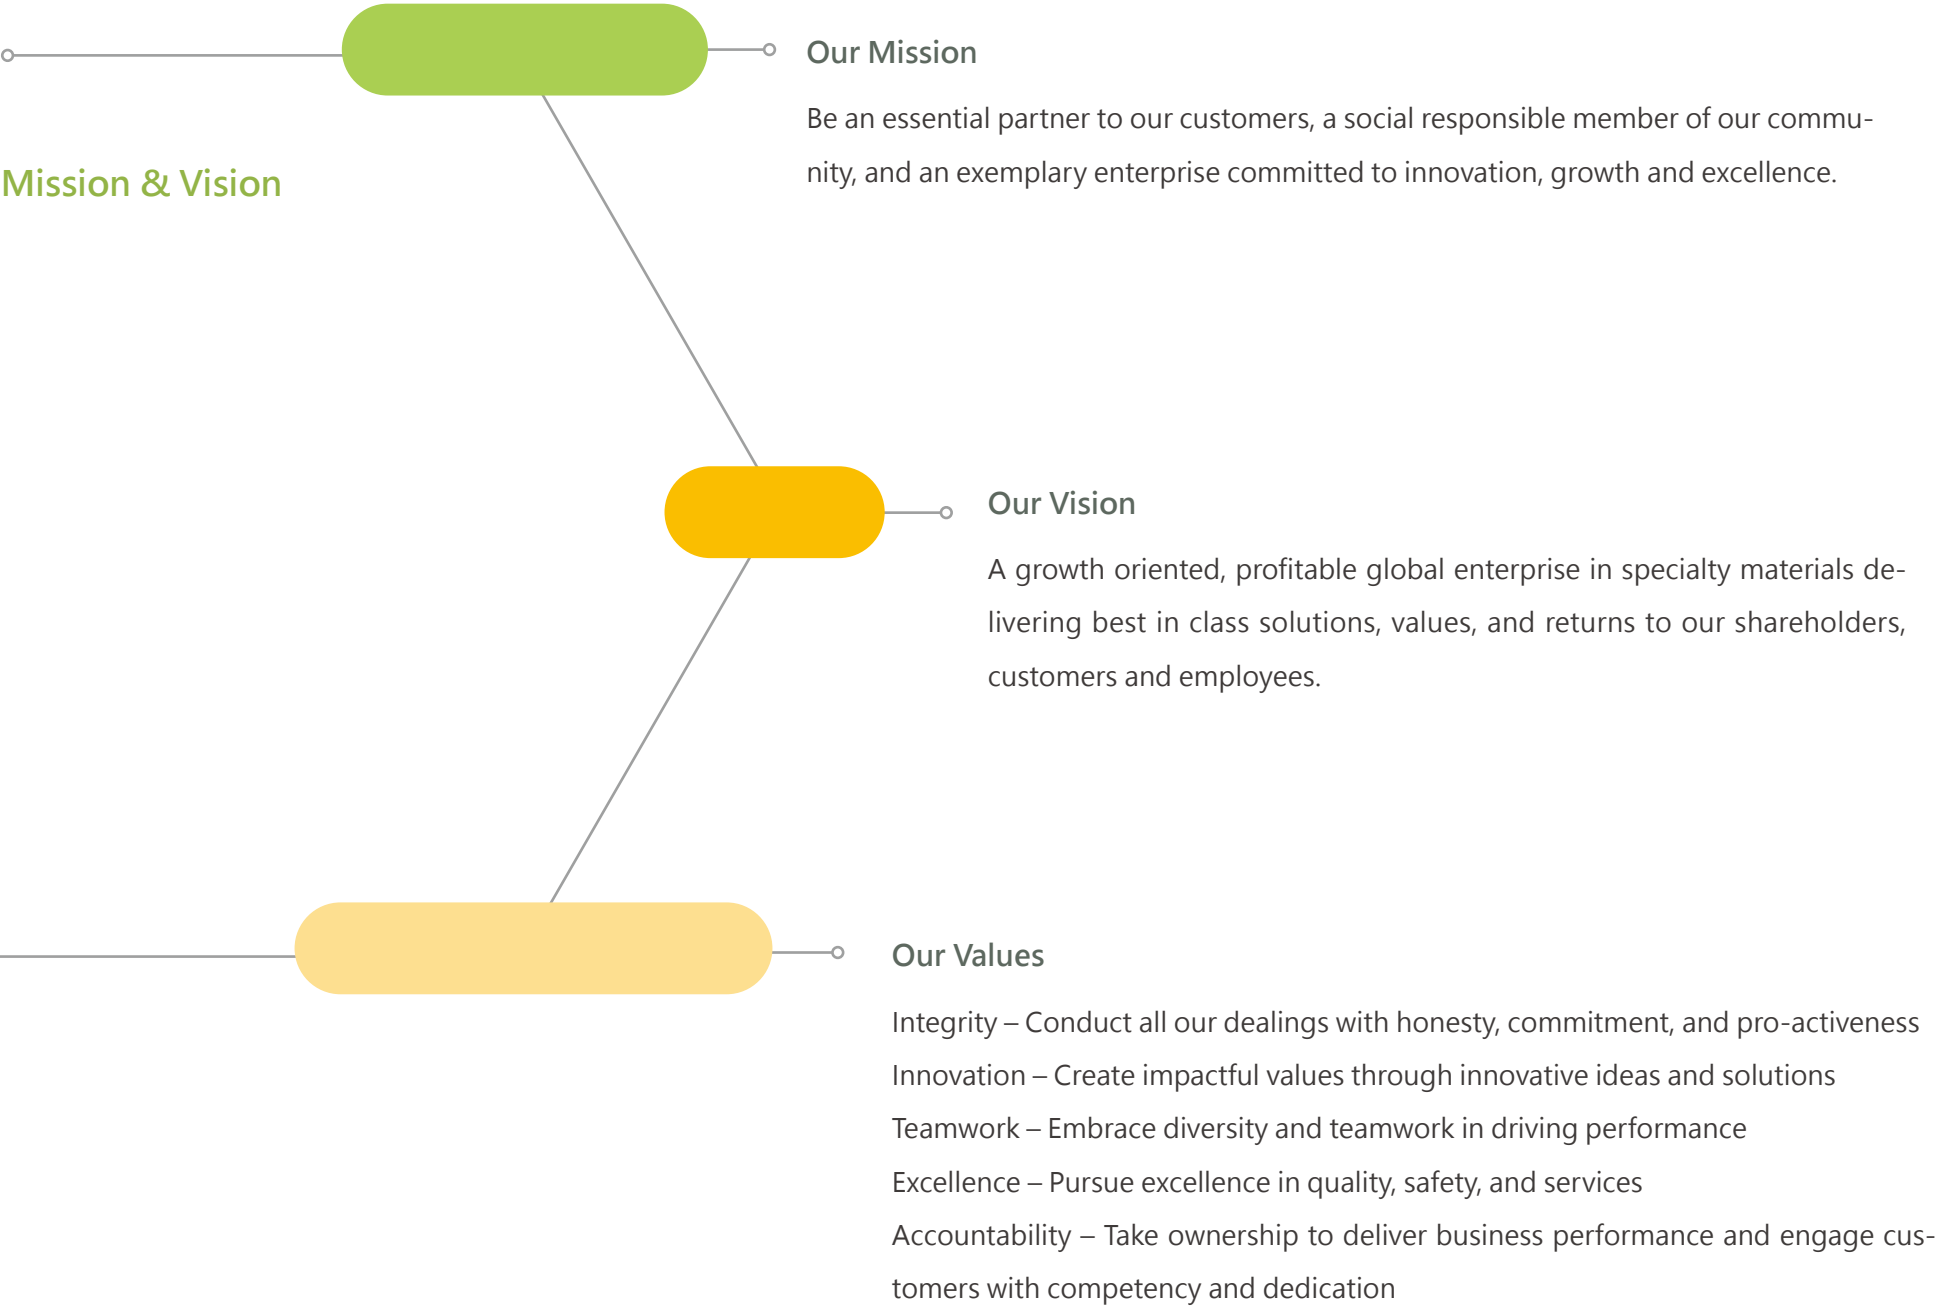 Our Mission
Be an essential partner to our customers, a social responsible member of our commu-
nity, and an exemplary enterprise committed to innovation, growth and excellence.
Mission & Vision
Our Vision
A growth oriented, profitable global enterprise in specialty materials de-
livering best in class solutions, values, and returns to our shareholders,
customers and employees.
Our Values
Integrity – Conduct all our dealings with honesty, commitment, and pro-activeness
Innovation – Create impactful values through innovative ideas and solutions
Teamwork – Embrace diversity and teamwork in driving performance
Excellence – Pursue excellence in quality, safety, and services
Accountability – Take ownership to deliver business performance and engage cus-
tomers with competency and dedication